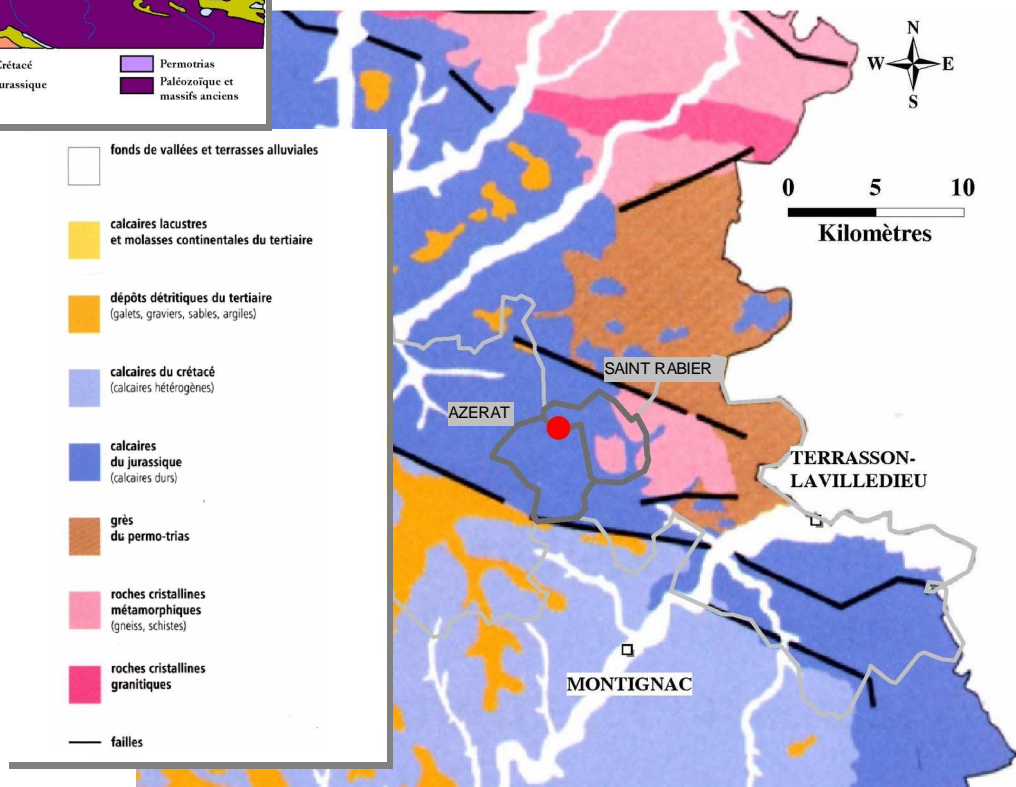 Permotrias
Paléozoïque et
massifs anciens
fonds de vallées et terrasses alluviales
calcaires lacustres
et molasses continentales du tertiaire
dépôts détritiques du tertiaire
(galets, graviers, sables, argiles)
calcaires du crétacé
(calcaires hétérogènes)
calcaires
du jurassique
(calcaires durs)
grès
du permo-trias
roches cristallines
métamorphiques
(gneiss, schistes)
roches cristallines
granitiques
failles
N
W E
S
0 5 10
Kilomètres
SAINT RABIER
AZERAT
TERRASSON-
LAVILLEDIEU
MONTIGNAC